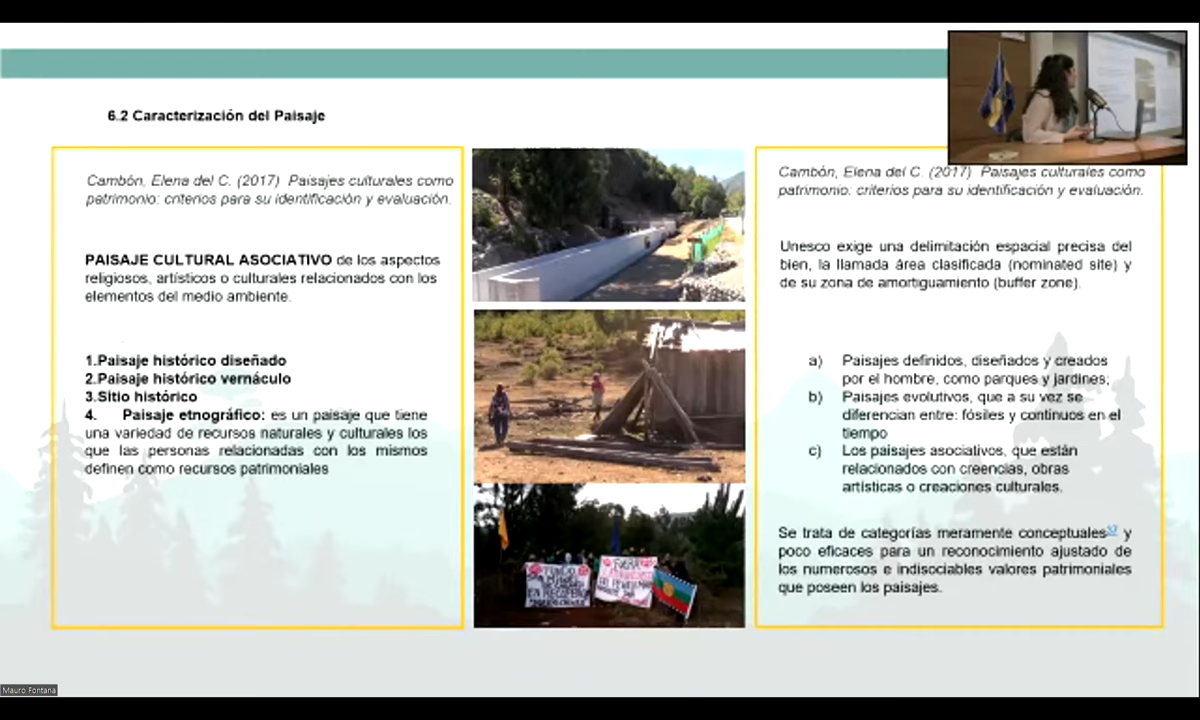 6.2 Caracterización del Paisaje
Cambón, Elena del C. (2017) Paisajes culturales como
patrimonio: criterios para su identificación y evaluación.
PAISAJE CULTURAL ASOCIATIVO de los aspectos
religiosos, artísticos o culturales relacionados con los
elementos del medio ambiente.
1.Paisaje histórico diseñado
2.Paisaje histórico vernáculo
3.Sitio histórico
4. Paisaje etnográfico: es un paisaje que tiene
una variedad de recursos naturales y culturales los
que las personas relacionadas con los mismos
definen como recursos patrimoniales
FUNDO
EN RECUPERO
FUERA
Cambón, Elena del C. (2017) Paisajes culturales como
patrimonio: criterios para su identificación y evaluación.
Unesco exige una delimitación espacial precisa del
bien, la llamada área clasificada (nominated site) y
de su zona de amortiguamiento (buffer zone).
a) Paisajes definidos, diseñados y creados
por el hombre, como parques y jardines;
b) Paisajes evolutivos, que a su vez se
diferencian entre: fósiles y continuos en el
tiempo
c) Los paisajes asociativos, que están
relacionados con creencias, obras
artísticas o creaciones culturales.
Se trata de categorías meramente conceptuales y
poco eficaces para un reconocimiento ajustado de
los numerosos e indisociables valores patrimoniales
que poseen los paisajes.
Mauro Fontana